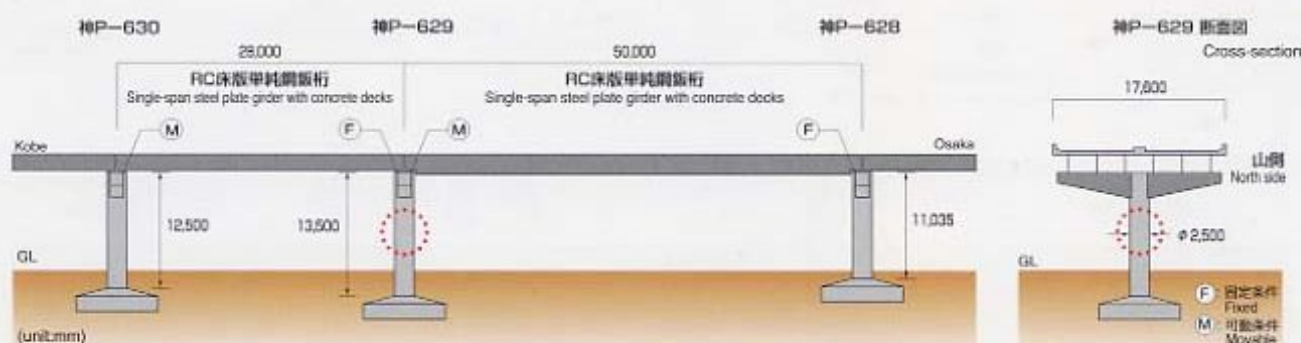 神P-630
神P-629
神P-628
神P-629 断面図
Cross-section
28,000
50,000
RC床版単純鋼鈑桁
Single-span steel plate girder with concrete decks
RC床版単純鋼鈑桁
Single-span steel plate girder with concrete decks
17,600
M
F
M
F
Kobe
Osaka
山側
North side
12,500
13,500
11,035
φ2,500
GL
GL
F : 固定条件
Fixed
M : 可動条件
Movable
(unit:mm)